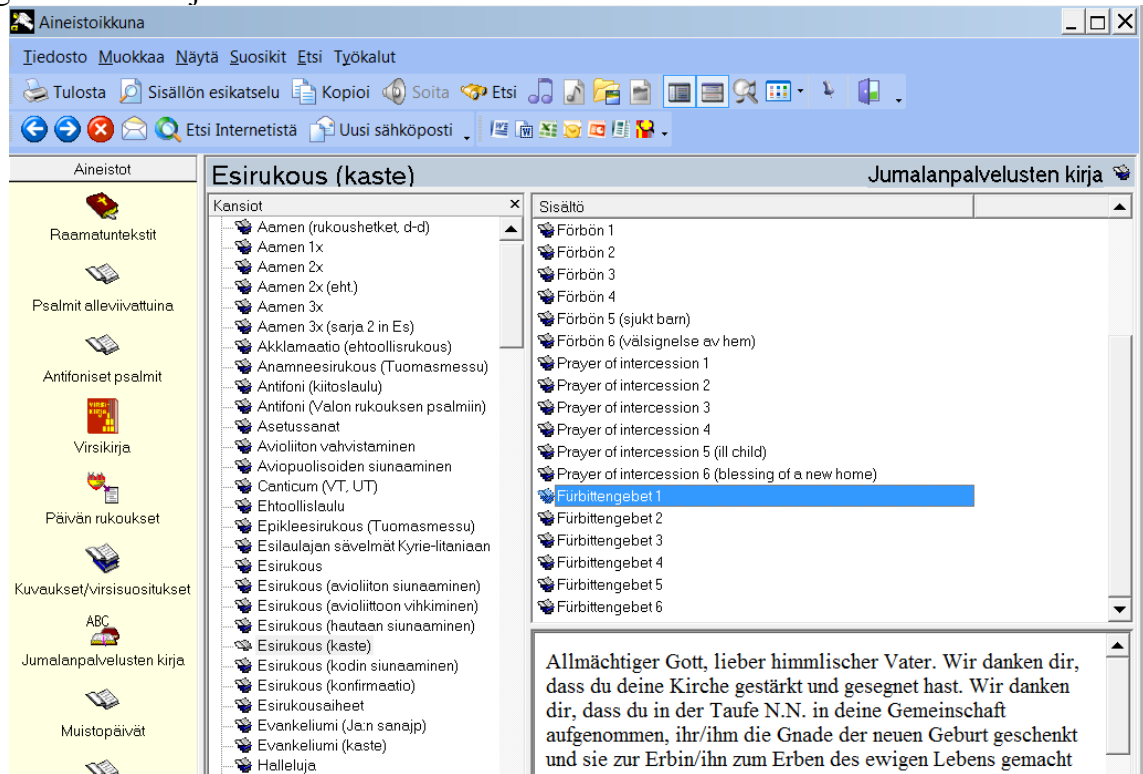 Aineistoikkuna
Tiedosto Muokkaa Näytä Suosikit Etsi Työkalut
Tulosta Sisällön esikatselu Kopioi Soita Etsi
Etsi Internetistä Uusi sähköposti
Aineistot
Raamatuntekstit
Psalmit alleviivattuina
Antifoniset psalmit
VIRSI-
KIRJA
Virsikirja
Päivän rukoukset
Kuvaukset/virsisuositukset
ABC
Jumalanpalvelusten kirja
Muistopäivät
Esirukous (kaste)
Jumalanpalvelusten kirja
Kansiot
Aamen (rukoushetket, d-d)
Aamen 1x
Aamen 2x
Aamen 2x (eht.)
Aamen 3x
Aamen 3x (sarja 2 in Es)
Akklamaatio (ehtoollisrukous)
Anamneesirukous (Tuomasmessu)
Antifoni (kiitoslaulu)
Antifoni (Valon rukouksen psalmiin)
Asetussanat
Avioliiton vahvistaminen
Aviopuolisoiden siunaaminen
Canticum (VT, UT)
Ehtoollislaulu
Epikleesirukous (Tuomasmessu)
Esilaulajan sävelmät Kyrie-litaniaan
Esirukous
Esirukous (avioliiton siunaaminen)
Esirukous (avioliittoon vihkiminen)
Esirukous (hautaan siunaaminen)
Esirukous (kaste)
Esirukous (kodin siunaaminen)
Esirukous (konfirmaatio)
Esirukousaiheet
Evankeliumi (Ja:n sanajp)
Evankeliumi (kaste)
Halleluja
Sisältö
Förbön 1
Förbön 2
Förbön 3
Förbön 4
Förbön 5 (sjukt barn)
Förbön 6 (välsignelse av hem)
Prayer of intercession 1
Prayer of intercession 2
Prayer of intercession 3
Prayer of intercession 4
Prayer of intercession 5 (ill child)
Prayer of intercession 6 (blessing of a new home)
Fürbittengebet 1
Fürbittengebet 2
Fürbittengebet 3
Fürbittengebet 4
Fürbittengebet 5
Fürbittengebet 6
Allmächtiger Gott, lieber himmlischer Vater. Wir danken dir,
dass du deine Kirche gestärkt und gesegnet hast. Wir danken
dir, dass du in der Taufe N.N. in deine Gemeinschaft
aufgenommen, ihr/ihm die Gnade der neuen Geburt geschenkt
und sie zur Erbin/ihn zum Erben des ewigen Lebens gemacht